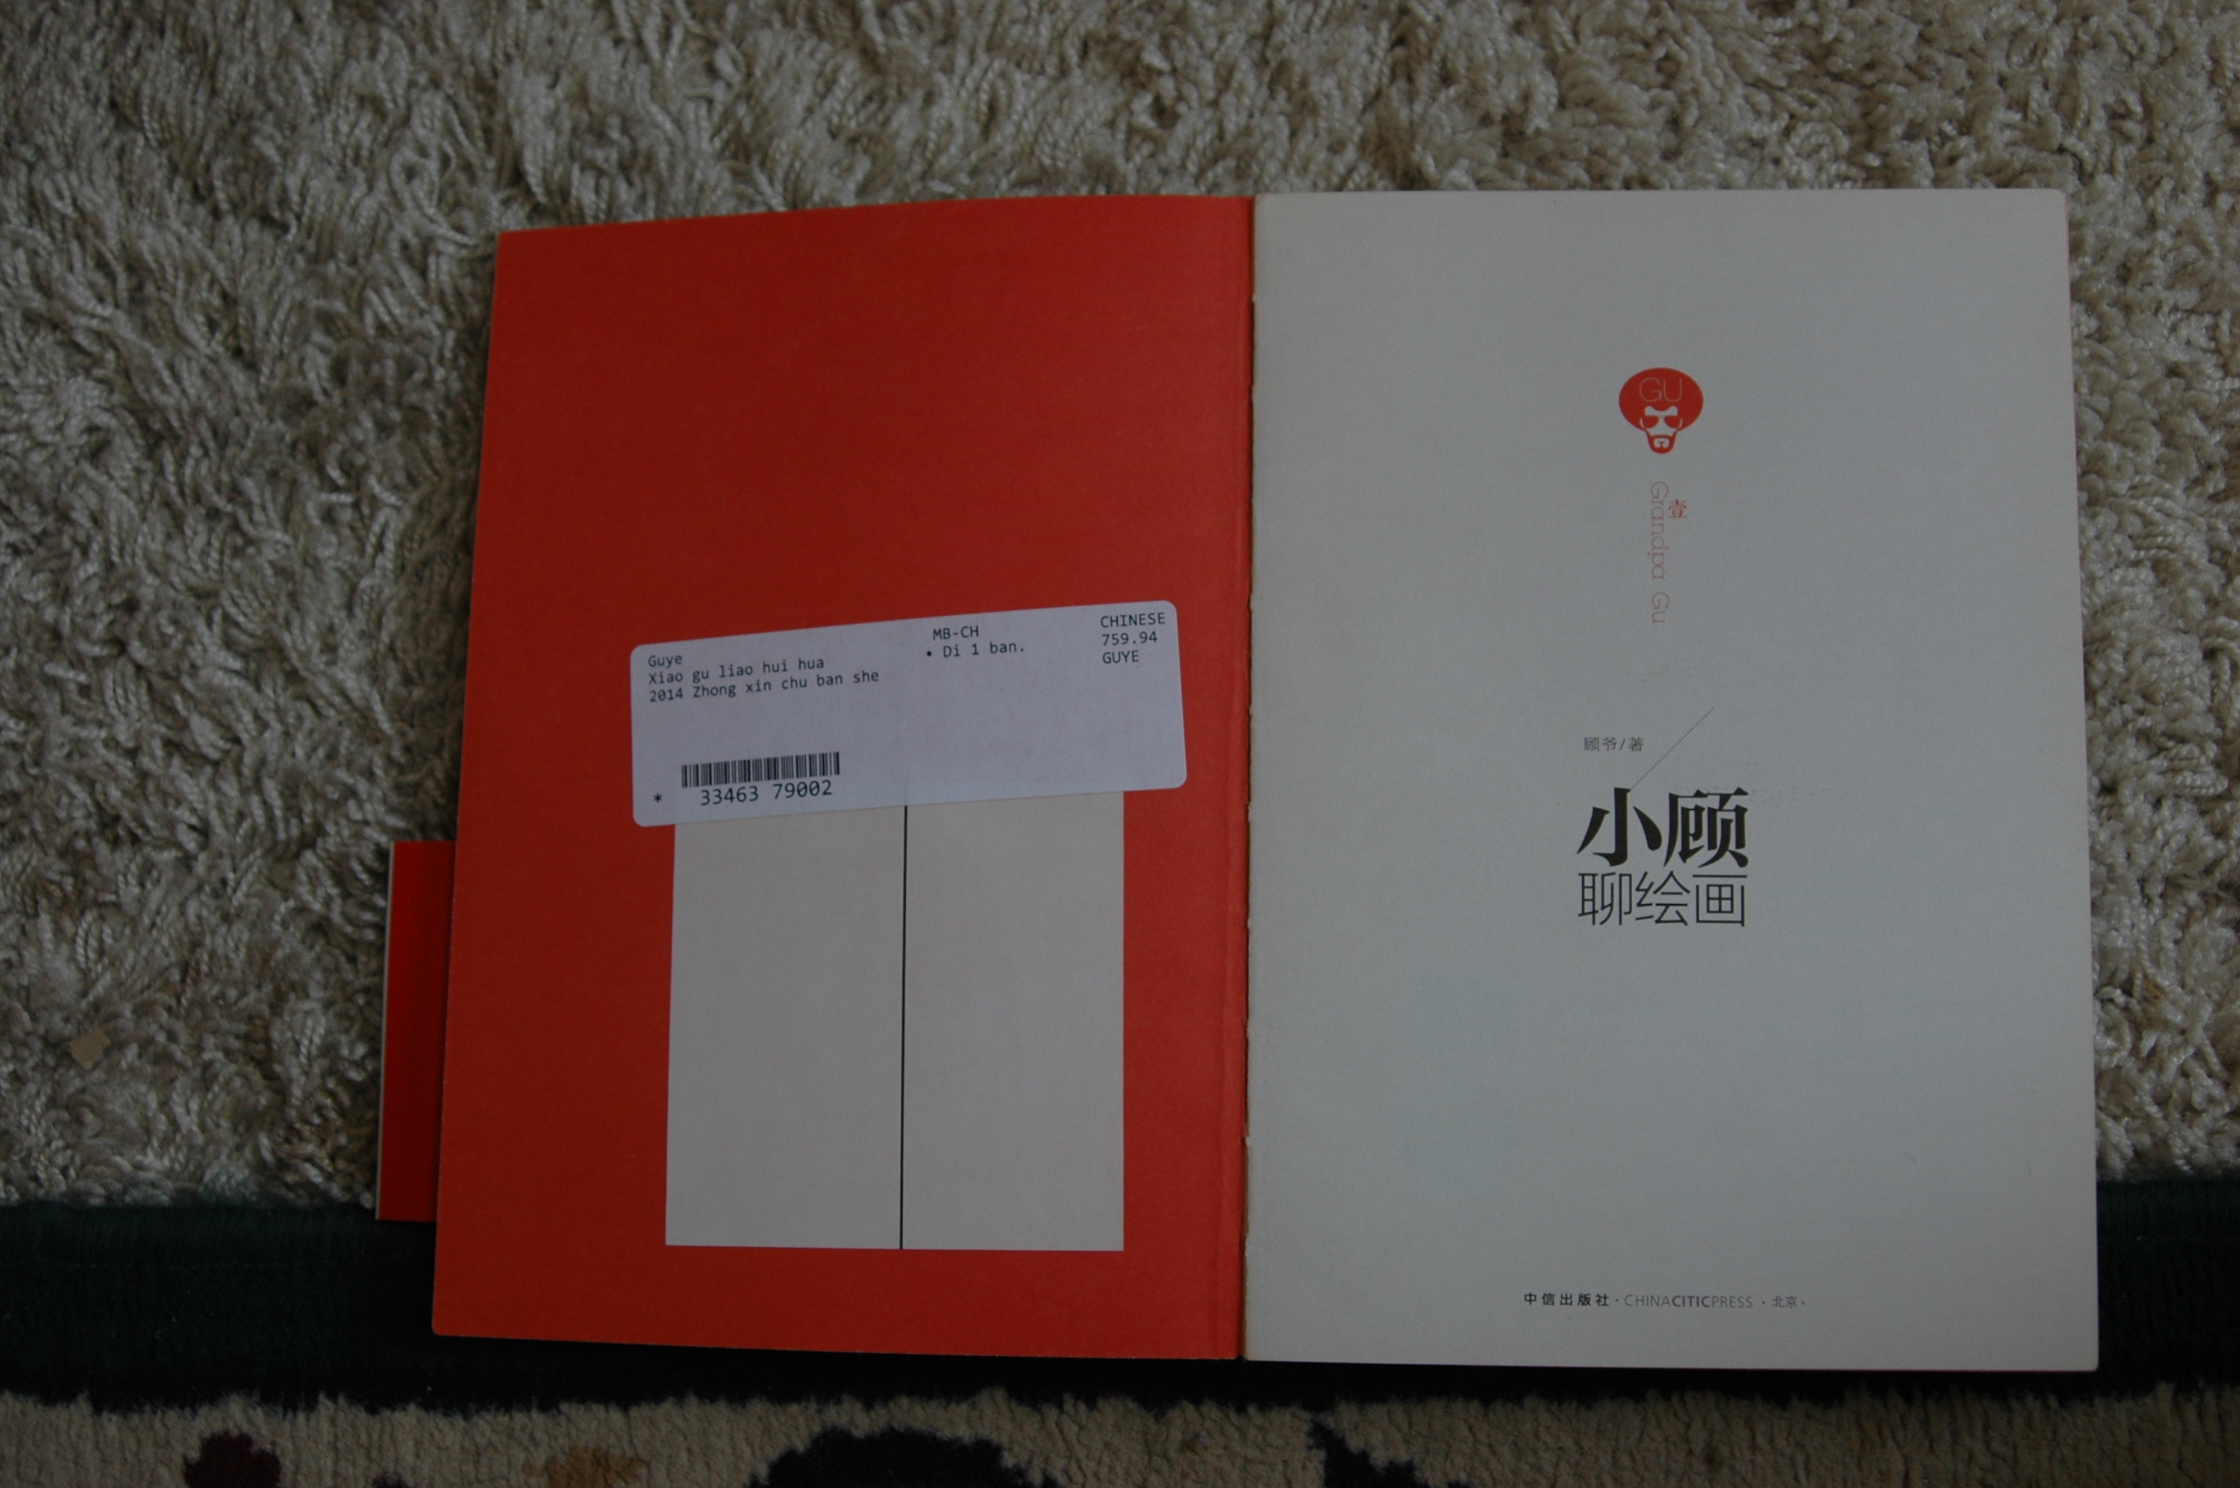 Guye
Xiao gu liao hui hua
2014 Zhong xin chu ban she
MB-CH
• Di 1 ban.
CHINESE
759.94
GUYE
* 33463 79002
GU
壹
Grandpa Gu
顾爷/著
小顾
聊绘画
中信出版社·CHINACITICPRESS·北京·